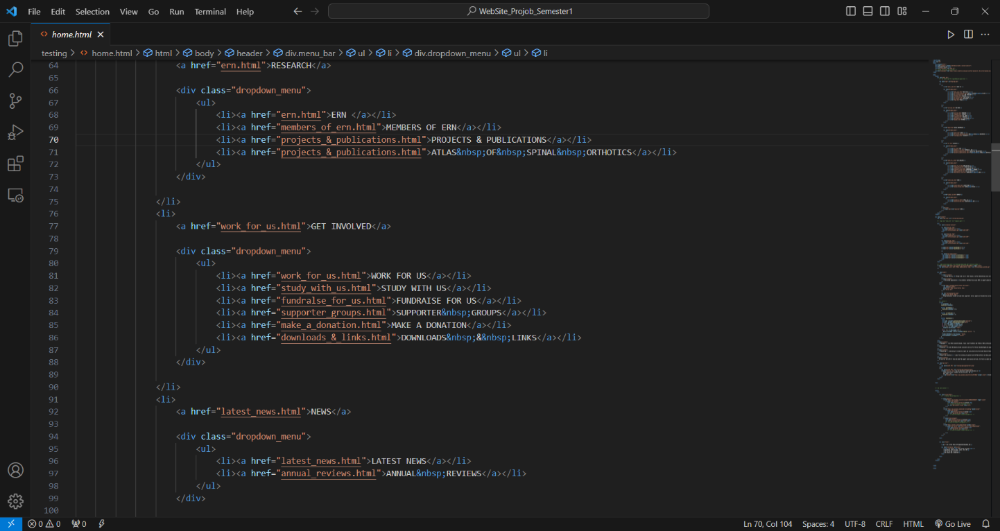 File Edit Selection View Go Run Terminal Help
WebSite_Projob_Semester1
home.html
testing > home.html > html > body > header > div.menu_bar > ul > li > div.dropdown_menu > ul > li
64 <a href="ern.html">RESEARCH</a>
65
66 <div class="dropdown_menu">
67 <ul>
68 <li><a href="ern.html">ERN </a></li>
69 <li><a href="members_of_ern.html">MEMBERS OF ERN</a></li>
70 <li><a href="projects_&_publications.html">PROJECTS & PUBLICATIONS</a></li>
71 <li><a href="projects_&_publications.html">ATLAS&nbsp;OF&nbsp;SPINAL&nbsp;ORTHOTICS</a></li>
72 </ul>
73 </div>
74
75 </li>
76 <li>
77 <a href="work_for_us.html">GET INVOLVED</a>
78
79 <div class="dropdown_menu">
80 <ul>
81 <li><a href="work_for_us.html">WORK FOR US</a></li>
82 <li><a href="study_with_us.html">STUDY WITH US</a></li>
83 <li><a href="fundralse_for_us.html">FUNDRAISE FOR US</a></li>
84 <li><a href="supporter_groups.html">SUPPORTER&nbsp;GROUPS</a></li>
85 <li><a href="make_a_donation.html">MAKE A DONATION</a></li>
86 <li><a href="downloads_&_links.html">DOWNLOADS&nbsp;&&nbsp;LINKS</a></li>
87 </ul>
88 </div>
89
90 </li>
91 <li>
92 <a href="latest_news.html">NEWS</a>
93
94 <div class="dropdown_menu">
95 <ul>
96 <li><a href="latest_news.html">LATEST NEWS</a></li>
97 <li><a href="annual_reviews.html">ANNUAL&nbsp;REVIEWS</a></li>
98 </ul>
99 </div>
100
0 0 0 Ln 70, Col 104 Spaces: 4 UTF-8 CRLF HTML Go Live